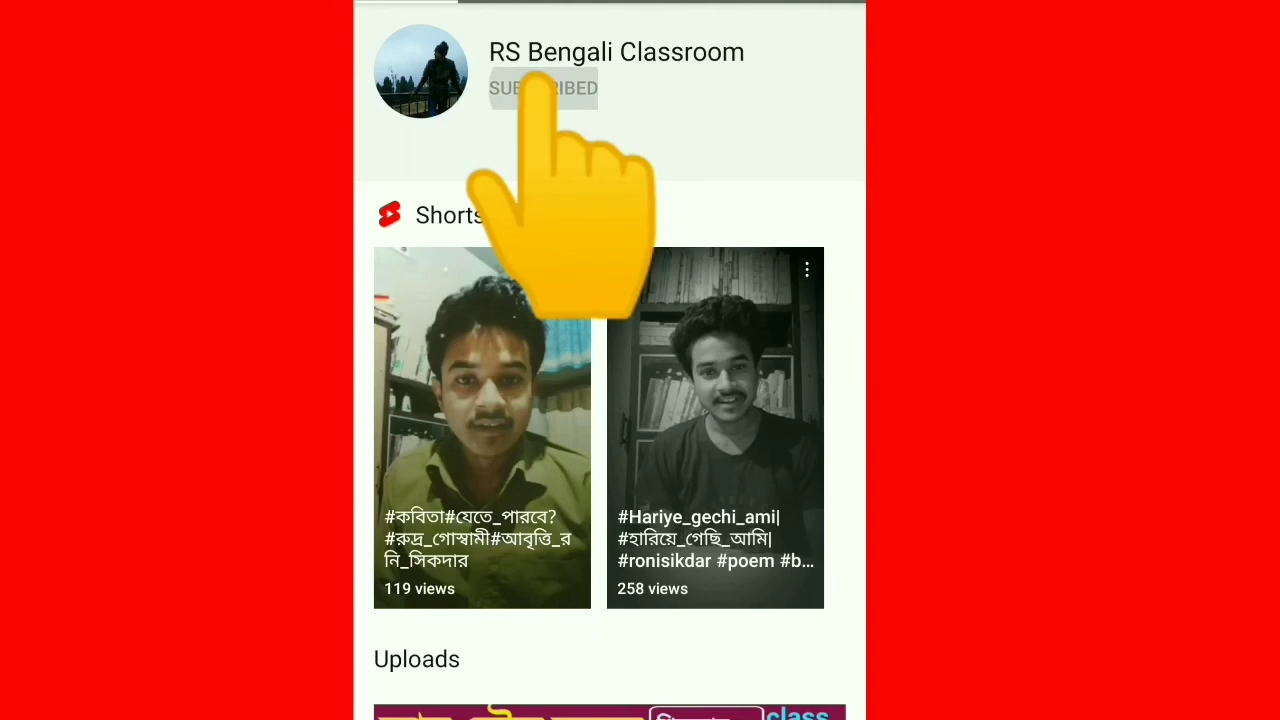 RS Bengali Classroom
SUBSCRIBED
Shorts
#কবিতা#যেতে_পারবে?
#রুদ্র_গোস্বামী#আবৃত্তি_র
নি_সিকদার
119 views
#Hariye_gechi_ami|
#হারিয়ে_গেছি_আমি|
#ronisikdar #poem #b...
258 views
Uploads
class